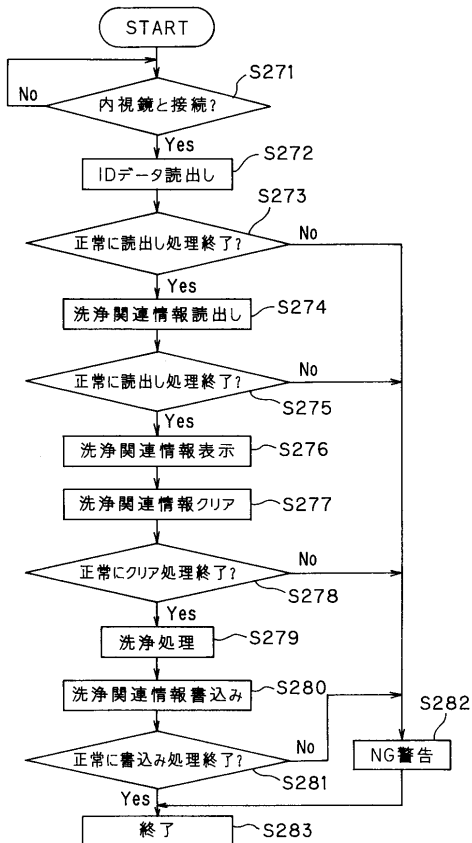 START
S271
内視鏡と接続?
No
Yes
S272
IDデータ読出し
S273
正常に読出し処理終了?
No
Yes
S274
洗浄関連情報読出し
正常に読出し処理終了?
No
S275
Yes
洗浄関連情報表示
S276
洗浄関連情報クリア
S277
正常にクリア処理終了?
No
S278
Yes
洗浄処理
S279
洗浄関連情報書込み
S280
正常に書込み処理終了?
No
S281
S282
NG警告
Yes
終了
S283